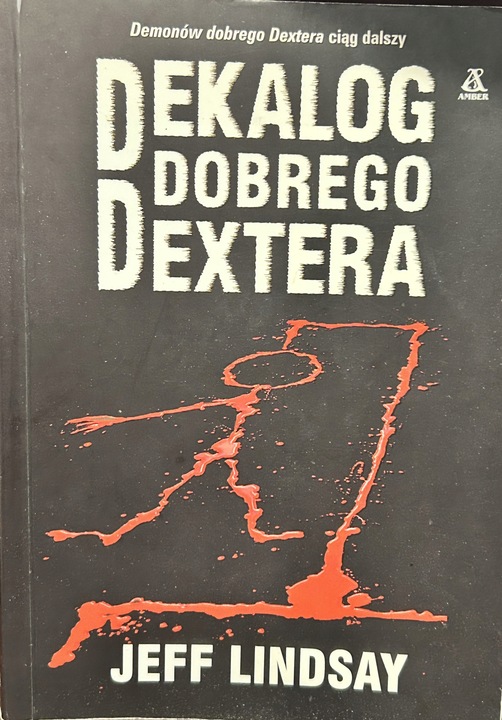 Demonów dobrego Dextera ciąg dalszy
AMBER
DEKALOG
DOBREGO
DEXTERA
JEFF LINDSAY